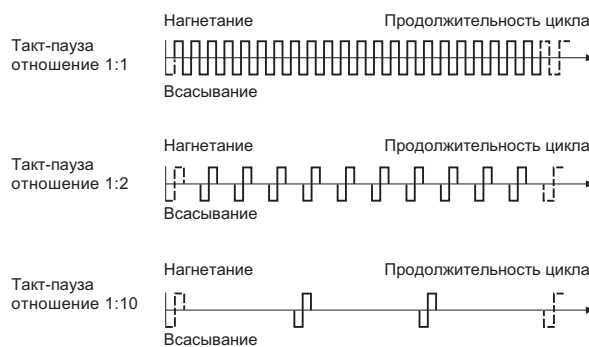 Нагнетание Продолжительность цикла
Такт-пауза
отношение 1:1
Всасывание
Нагнетание Продолжительность цикла
Такт-пауза
отношение 1:2
Всасывание
Нагнетание Продолжительность цикла
Такт-пауза
отношение 1:10
Всасывание